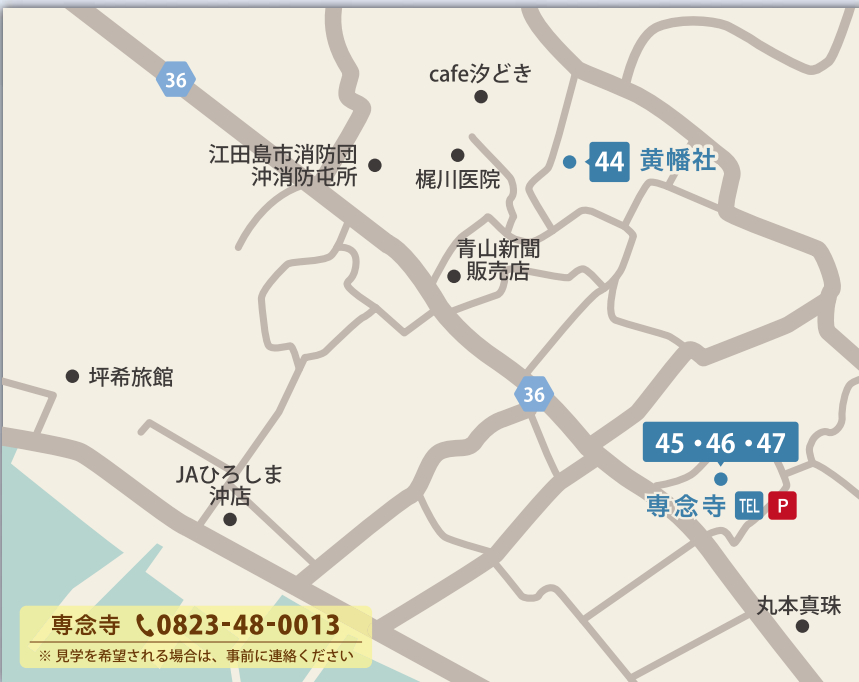 36
cafe汐どき
江田島市消防団
沖消防屯所
梶川医院
44 黄幡社
青山新聞
販売店
坪希旅館
36
45・46・47
専念寺 TEL P
JAひろしま
沖店
丸本真珠
専念寺 0823-48-0013
※ 見学を希望される場合は、事前に連絡ください